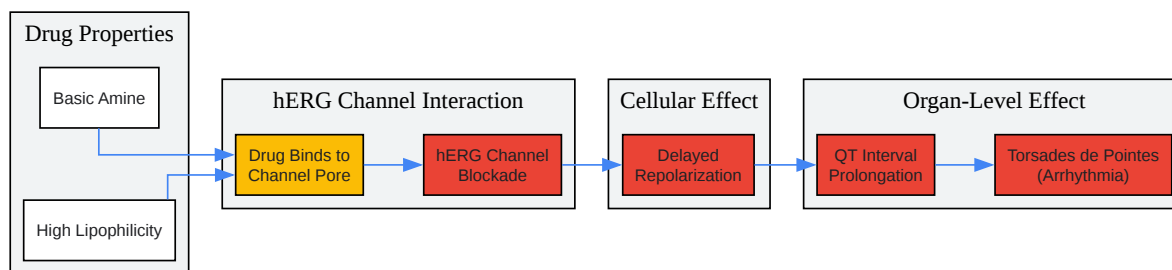 Drug Properties
Basic Amine
High Lipophilicity
hERG Channel Interaction
Drug Binds to
Channel Pore
hERG Channel
Blockade
Cellular Effect
Delayed
Repolarization
Organ-Level Effect
QT Interval
Prolongation
Torsades de Pointes
(Arrhythmia)